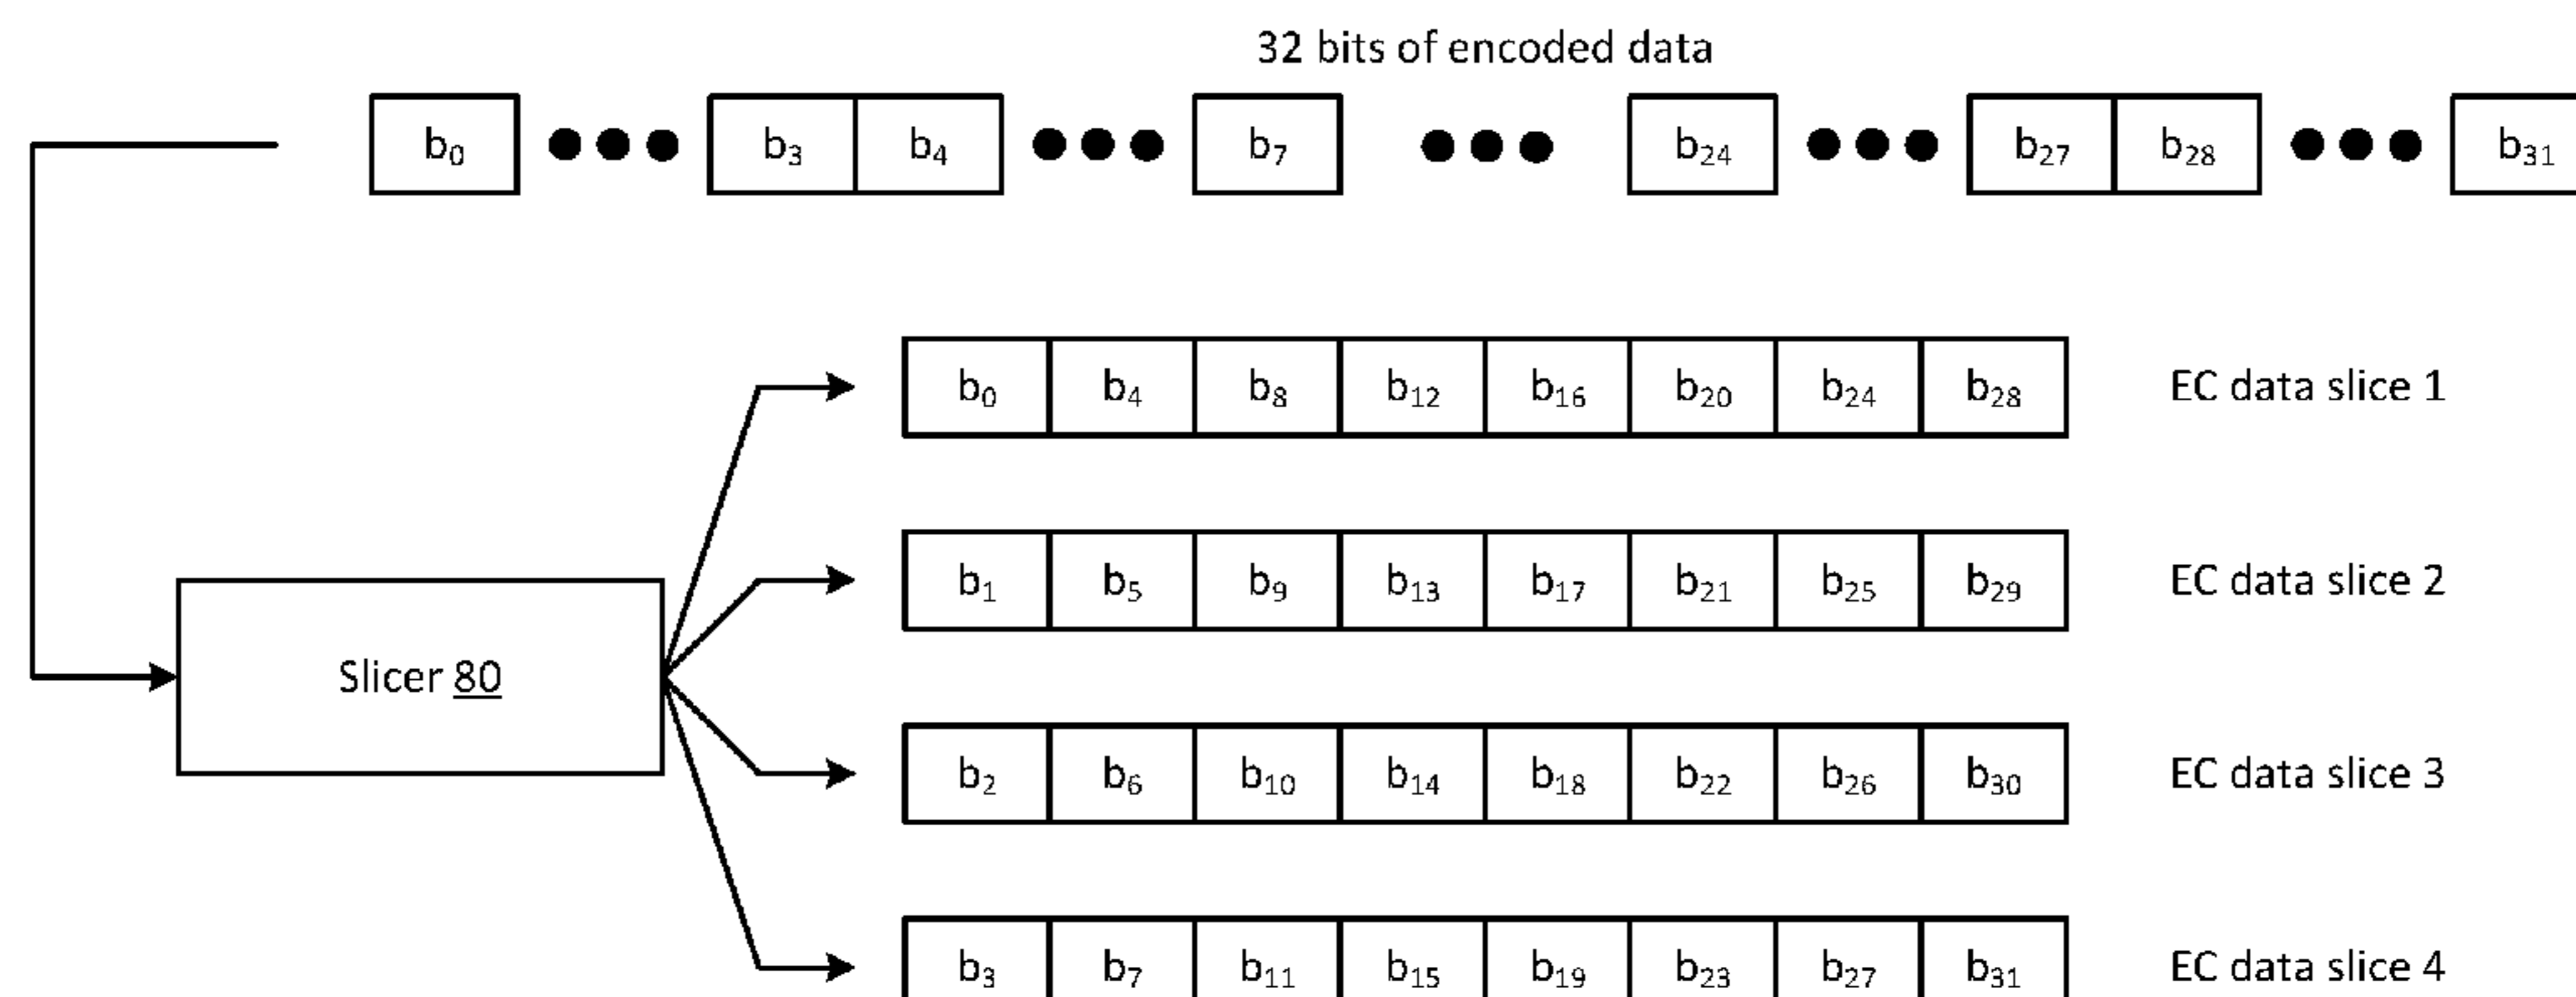 32 bits of encoded data
b0 ●●● b3 b4 ●●● b7 ●●● b24 ●●● b27 b28 ●●● b31
b0 b4 b8 b12 b16 b20 b24 b28 EC data slice 1
b1 b5 b9 b13 b17 b21 b25 b29 EC data slice 2
Slicer 80
b2 b6 b10 b14 b18 b22 b26 b30 EC data slice 3
b3 b7 b11 b15 b19 b23 b27 b31 EC data slice 4